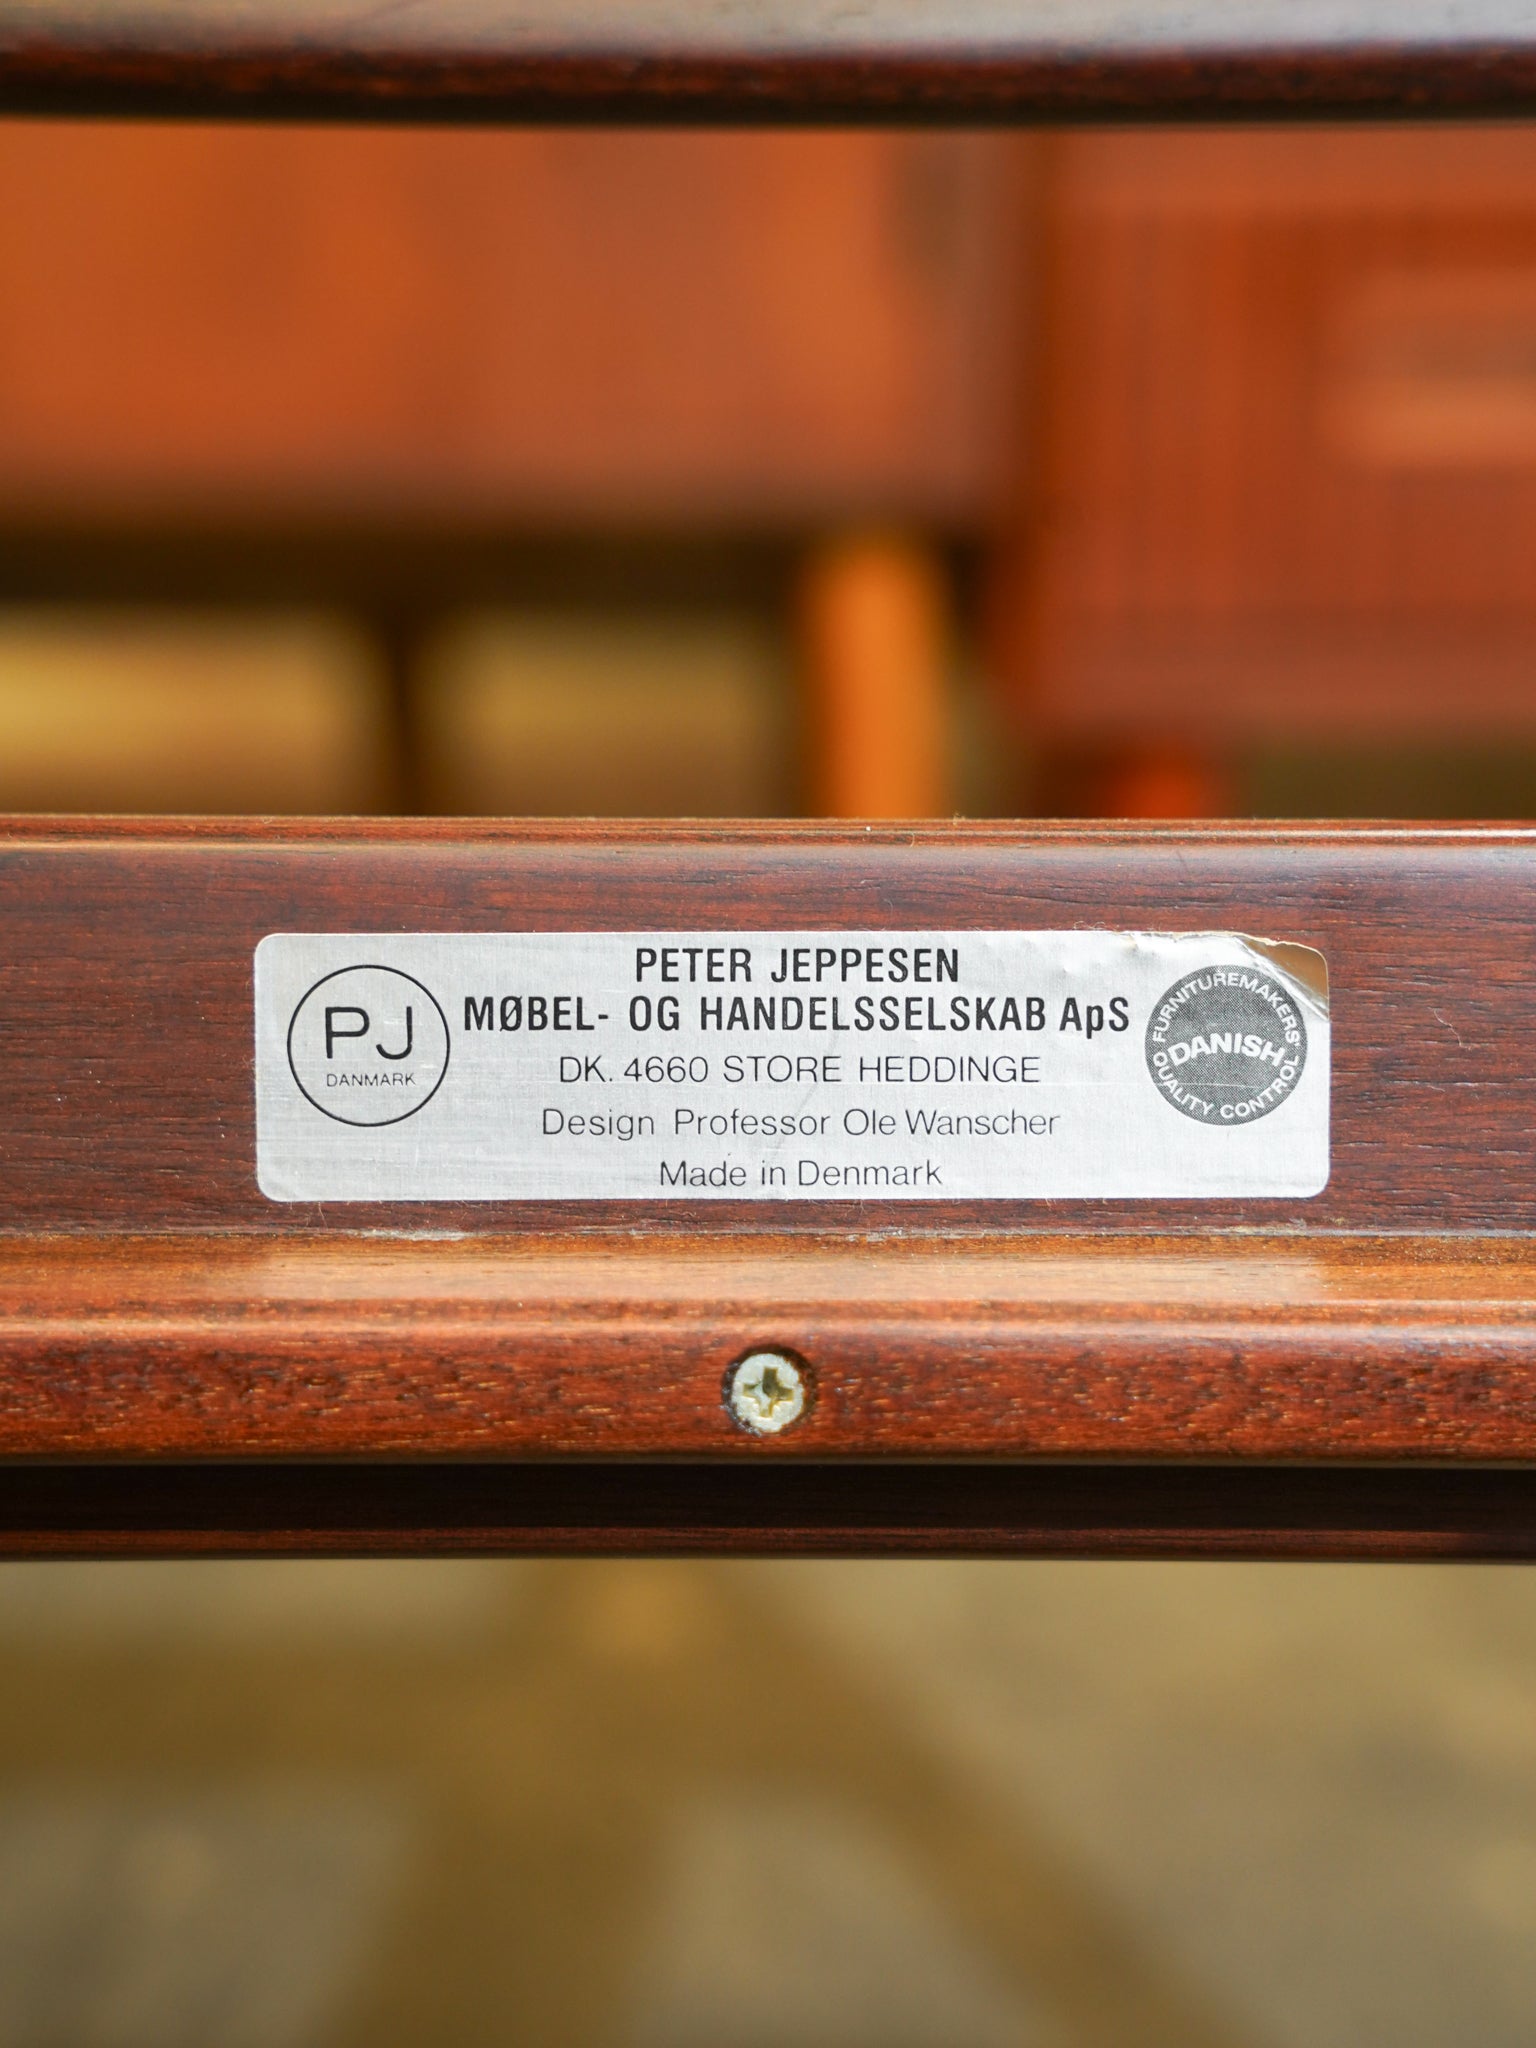 PJ
DANMARK
PETER JEPPESEN
MØBEL- OG HANDELSSELSKAB ApS
DK. 4660 STORE HEDDINGE
Design Professor Ole Wanscher
Made in Denmark
FURNITUREMAKERS'
DANISH
QUALITY CONTROL